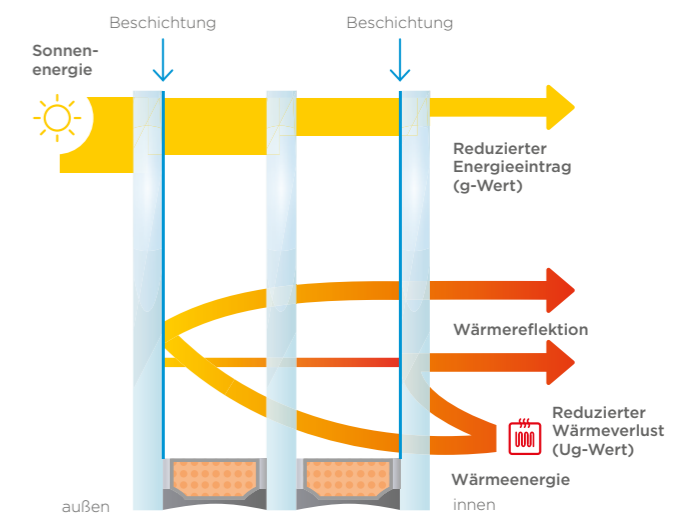 Beschichtung
Beschichtung
Sonnen-
energie
Reduzierter
Energieeintrag
(g-Wert)
Wärmereflektion
Reduzierter
Wärmeverlust
(Ug-Wert)
Wärmeenergie
außen
innen